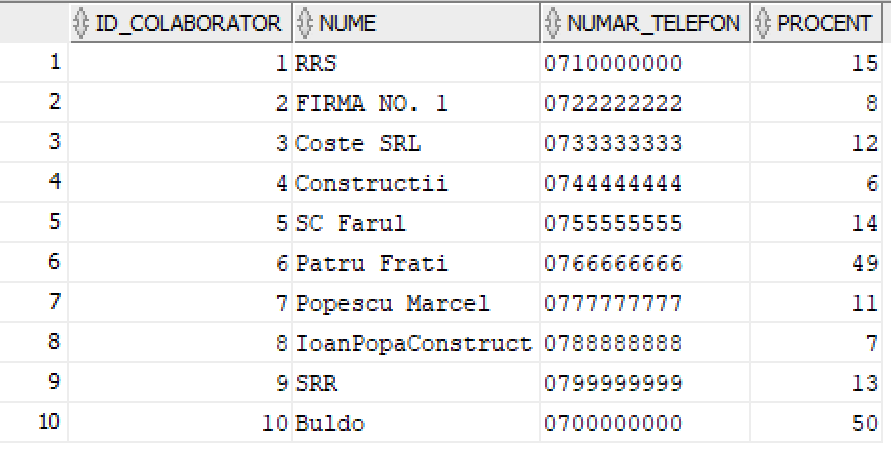 ID_COLABORATOR NUME NUMAR_TELEFON PROCENT
1 1 RRS 0710000000 15
2 2 FIRMA NO. 1 0722222222 8
3 3 Coste SRL 0733333333 12
4 4 Constructii 0744444444 6
5 5 SC Farul 0755555555 14
6 6 Patru Frati 0766666666 49
7 7 Popescu Marcel 0777777777 11
8 8 IoanPopaConstruct 0788888888 7
9 9 SRR 0799999999 13
10 10 Buldo 0700000000 50